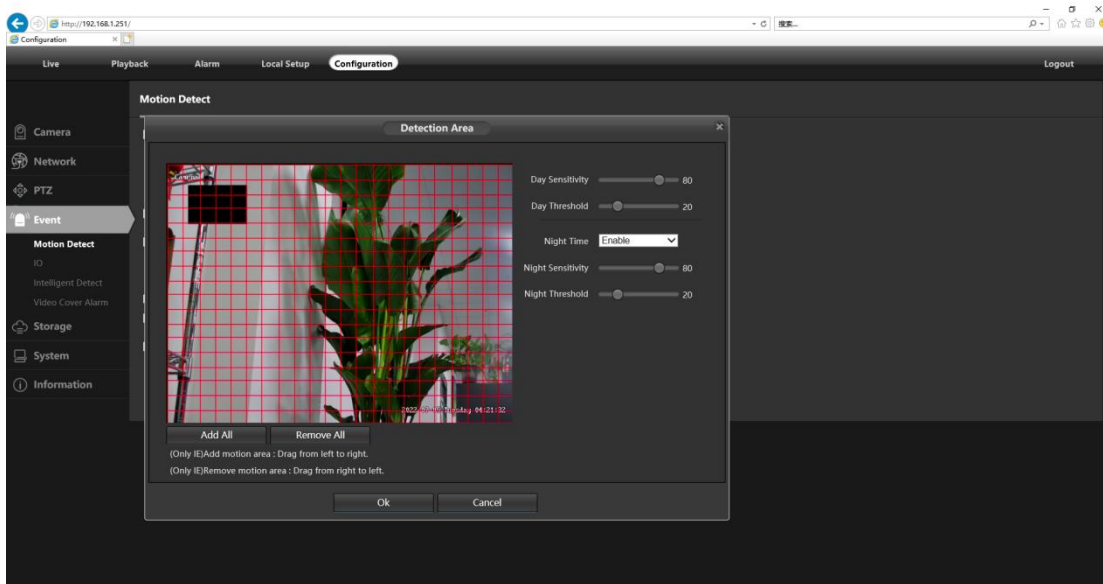 http://192.168.1.251/
搜索...
Configuration
Live Playback Alarm Local Setup Configuration Logout
Motion Detect
Detection Area
Camera
Network
PTZ
Event
Motion Detect
IO
Intelligent Detect
Video Cover Alarm
Storage
System
Information
Day Sensitivity 80
Day Threshold 20
Night Time Enable
Night Sensitivity 80
Night Threshold 20
04:21:32
Add All Remove All
(Only IE)Add motion area : Drag from left to right.
(Only IE)Remove motion area : Drag from right to left.
Ok Cancel